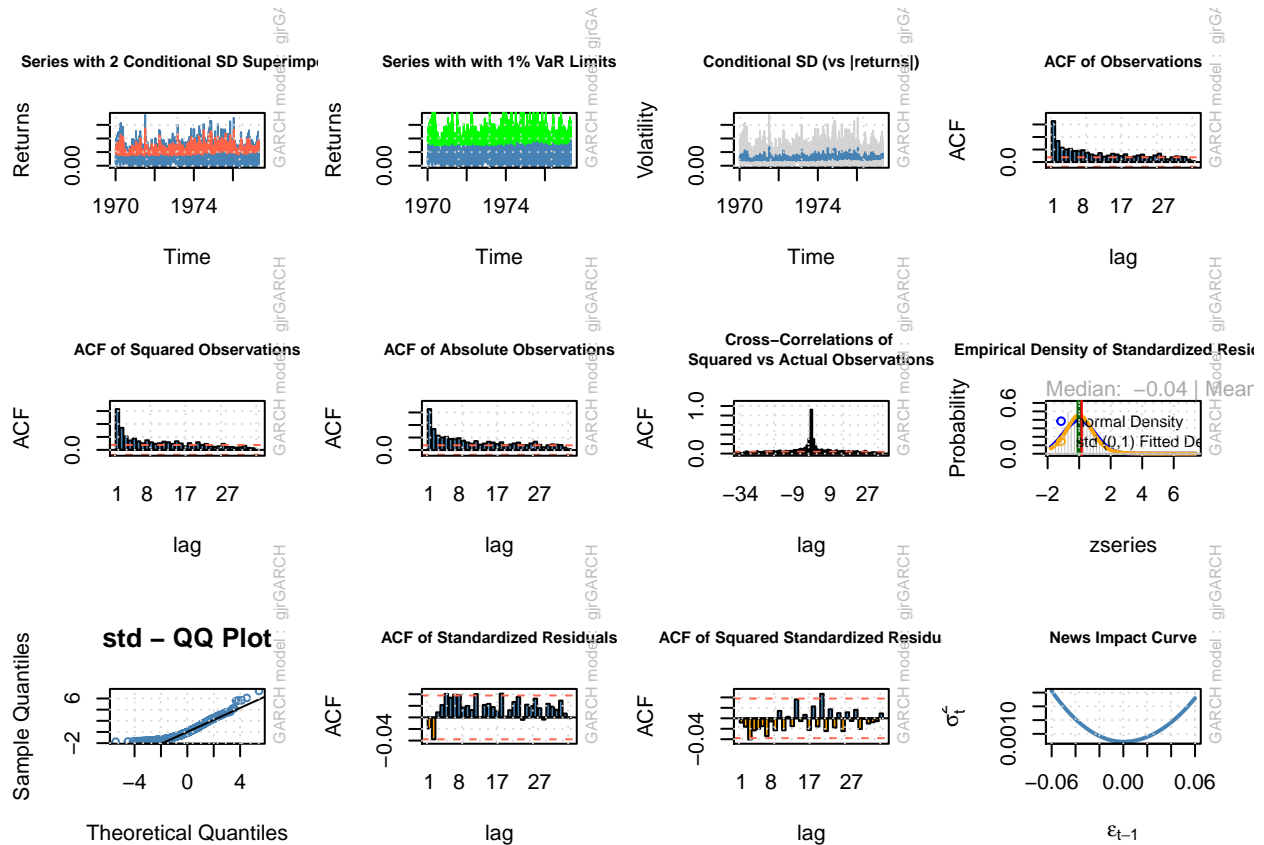 Series with 2 Conditional SD Superimp
Returns
0.00
1970 1974
Time
GARCH model : gjrGA
Series with with 1% VaR Limits
Returns
0.00
1970 1974
Time
GARCH model : gjrGA
Conditional SD (vs |returns|)
Volatility
0.00
1970 1974
Time
GARCH model : gjrGA
ACF of Observations
ACF
0.0
1 8 17 27
lag
GARCH model : gjrGA
ACF of Squared Observations
ACF
0.0
1 8 17 27
lag
GARCH model : gjrGARCH
ACF of Absolute Observations
ACF
0.0
1 8 17 27
lag
GARCH model : gjrGARCH
Cross−Correlations of
Squared vs Actual Observations
ACF
0.0 1.0
−34 −9 9 27
lag
GARCH model : gjrGARCH
Empirical Density of Standardized Resid
Median: −0.04 | Mean
Probability
0.0 0.6
normal Density
std (0,1) Fitted De
−2 2 4 6
zseries
GARCH model : gjrGARCH
std − QQ Plot
Sample Quantiles
−2 6
−4 0 4
Theoretical Quantiles
GARCH model : gjrGARCH
ACF of Standardized Residuals
ACF
−0.04
1 8 17 27
lag
GARCH model : gjrGARCH
ACF of Squared Standardized Residu
ACF
−0.04
1 8 17 27
lag
GARCH model : gjrGARCH
News Impact Curve
σt2
0.0010
−0.06 0.00 0.06
εt−1
GARCH model : gjrGARCH